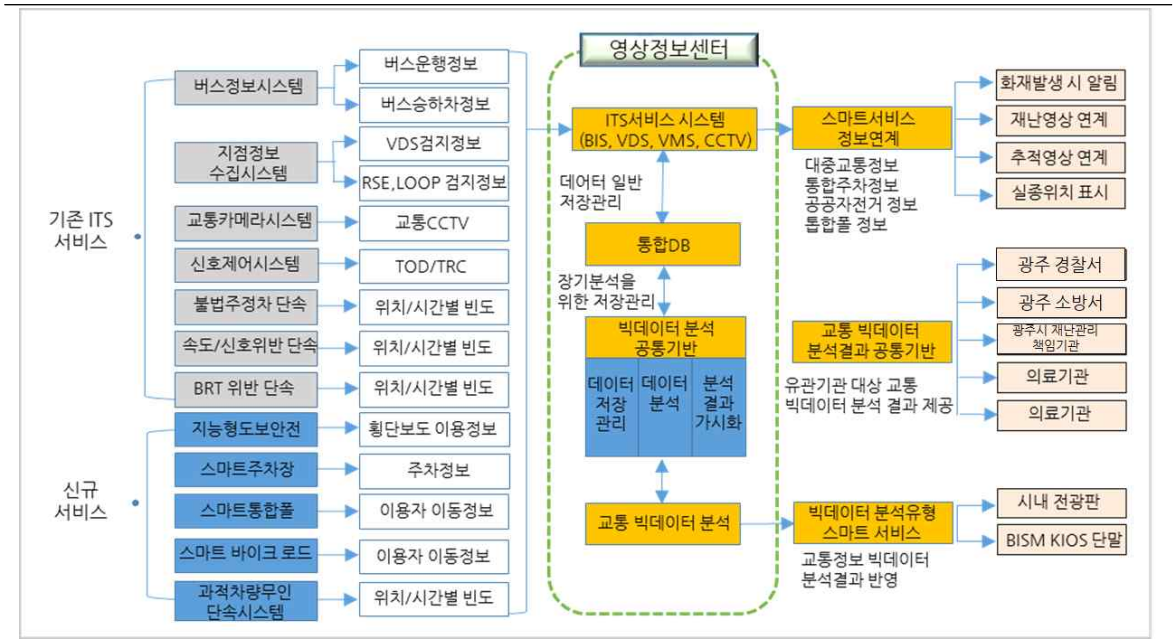 영상정보센터
기존 ITS
서비스
버스정보시스템
버스운행정보
버스승하차정보
지점정보
수집시스템
VDS검지정보
RSE,LOOP 검지정보
교통카메라시스템
교통CCTV
신호제어시스템
TOD/TRC
불법주정차 단속
위치/시간별 빈도
속도/신호위반 단속
위치/시간별 빈도
BRT 위반 단속
위치/시간별 빈도
신규
서비스
지능형도보안전
횡단보도 이용정보
스마트주차장
주차정보
스마트통합폴
이용자 이동정보
스마트 바이크 로드
이용자 이동정보
과적차량무인
단속시스템
위치/시간별 빈도
ITS서비스 시스템
(BIS, VDS, VMS, CCTV)
데어터 일반
저장관리
통합DB
장기분석을
위한 저장관리
빅데이터 분석
공통기반
데이터
저장
관리
데이터
분석
분석
결과
가시화
교통 빅데이터 분석
스마트서비스
정보연계
대중교통정보
통합주차정보
공공자전거 정보
톱합폴 정보
화재발생 시 알림
재난영상 연계
추적영상 연계
실종위치 표시
교통 빅데이터
분석결과 공통기반
유관기관 대상 교통
빅데이터 분석 결과 제공
광주 경찰서
광주 소방서
광주시 재난관리
책임기관
의료기관
의료기관
빅데이터 분석유형
스마트 서비스
교통정보 빅데이터
분석결과 반영
시내 전광판
BISM KIOS 단말